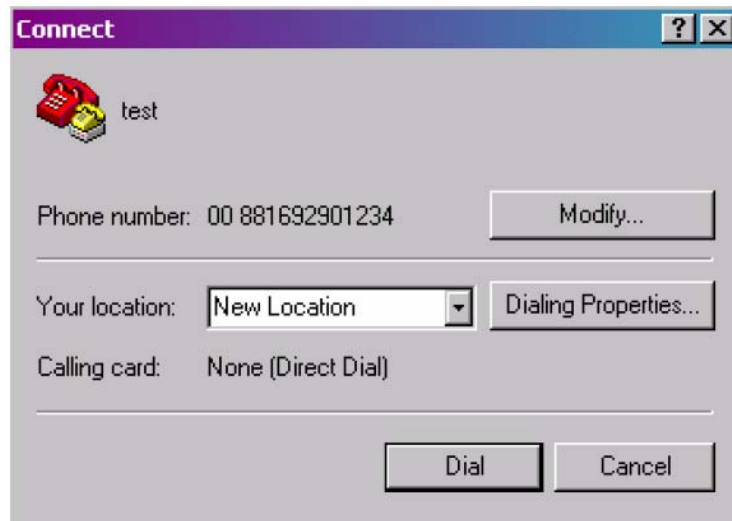 Connect
test
Phone number: 00 881692901234 Modify...
Your location: New Location Dialing Properties...
Calling card: None (Direct Dial)
Dial Cancel